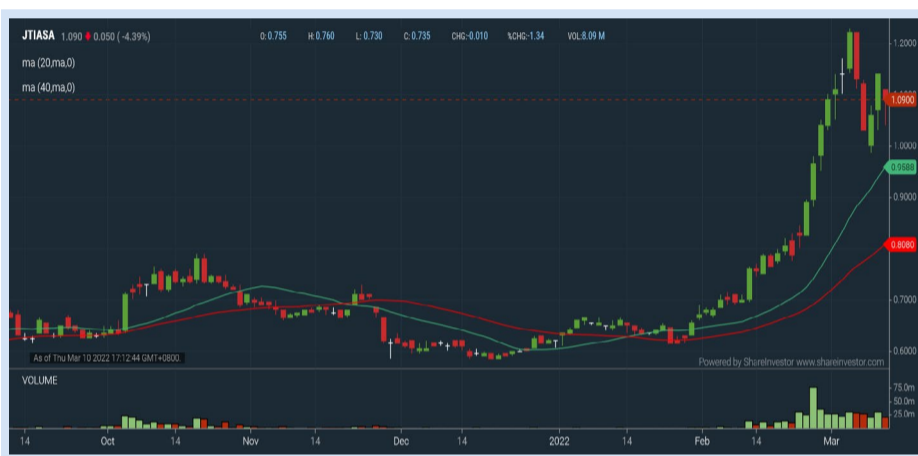 JTIASA 1.090 0.050 (-4.39%) O: 0.755 H: 0.760 L: 0.730 C: 0.735 CHG:-0.010 %CHG:-1.34 VOL:8.09 M
ma (20,ma,0)
ma (40,ma,0)
1.2000
1.0900
1.0000
0.9588
0.9000
0.8080
0.7000
0.6000
As of Thu Mar 10 2022 17:12:44 GMT+0800.
Powered by ShareInvestor www.shareinvestor.com
VOLUME
75.0m
50.0m
25.0m
14 Oct 14 Nov 14 Dec 14 2022 14 Feb 14 Mar